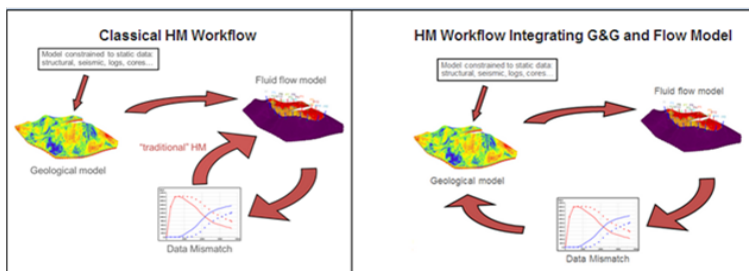 Classical HM Workflow
Model constrained to static data:
structural, seismic, logs, cores…
Fluid flow model
"traditional" HM
Geological model
Data Mismatch
HM Workflow Integrating G&G and Flow Model
Model constrained to static data:
structural, seismic, logs, cores…
Fluid flow model
Geological model
Data Mismatch